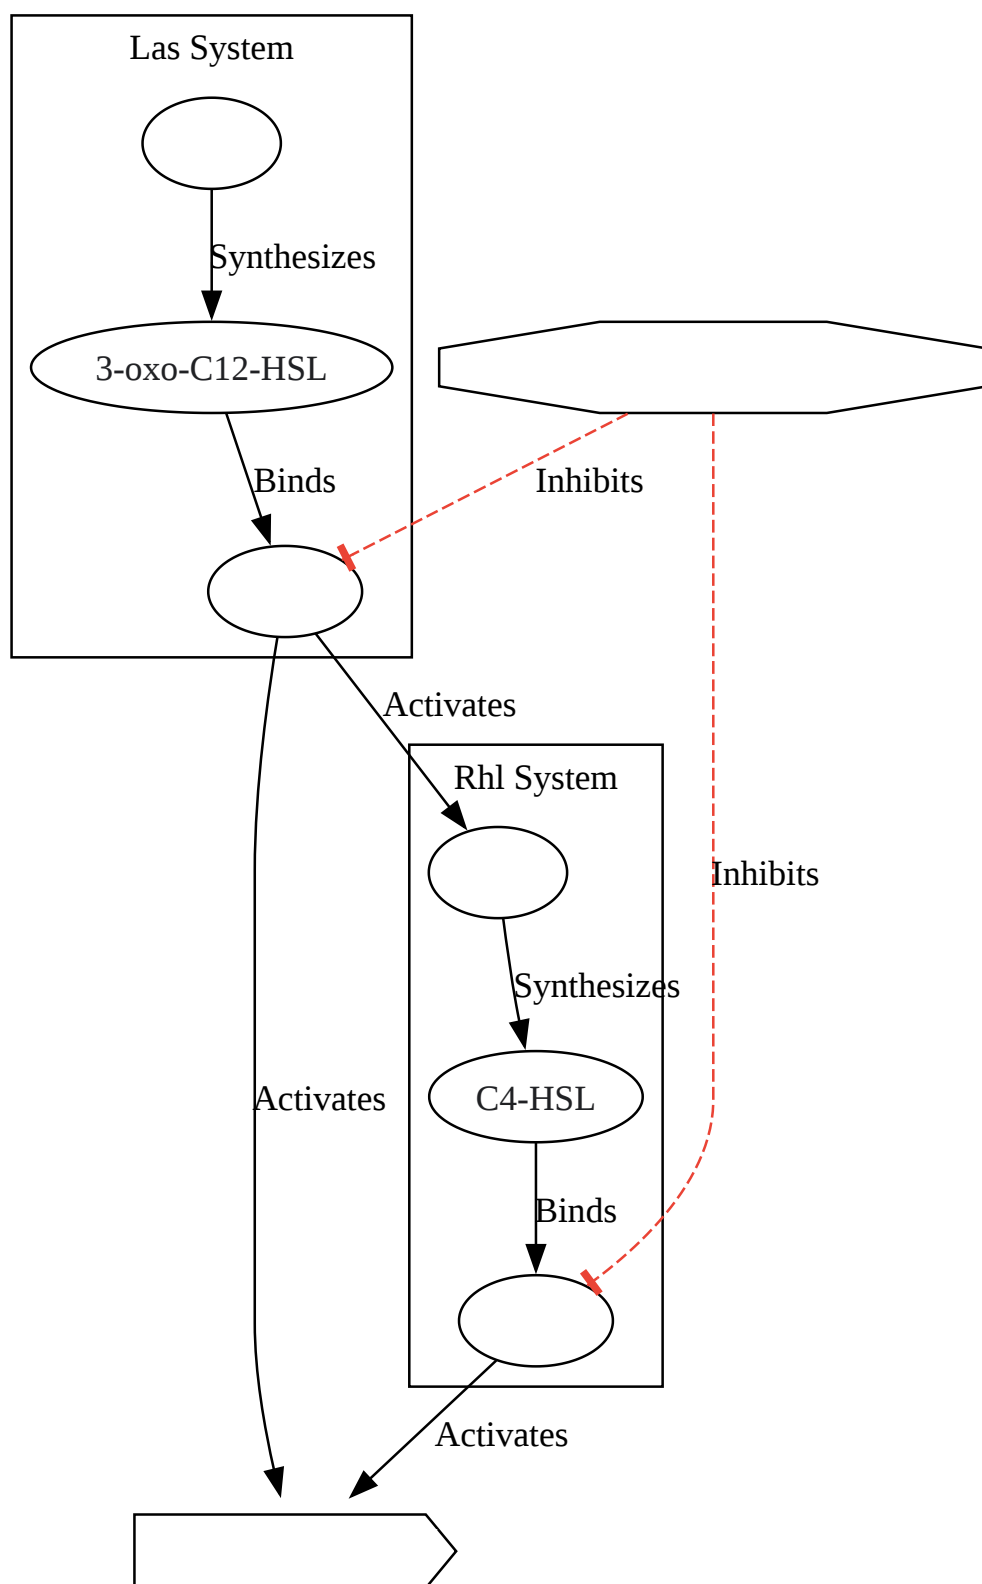 Las System
Synthesizes
3-oxo-C12-HSL
Binds
Inhibits
Activates
Rhl System
Inhibits
Synthesizes
Activates
C4-HSL
Binds
Activates